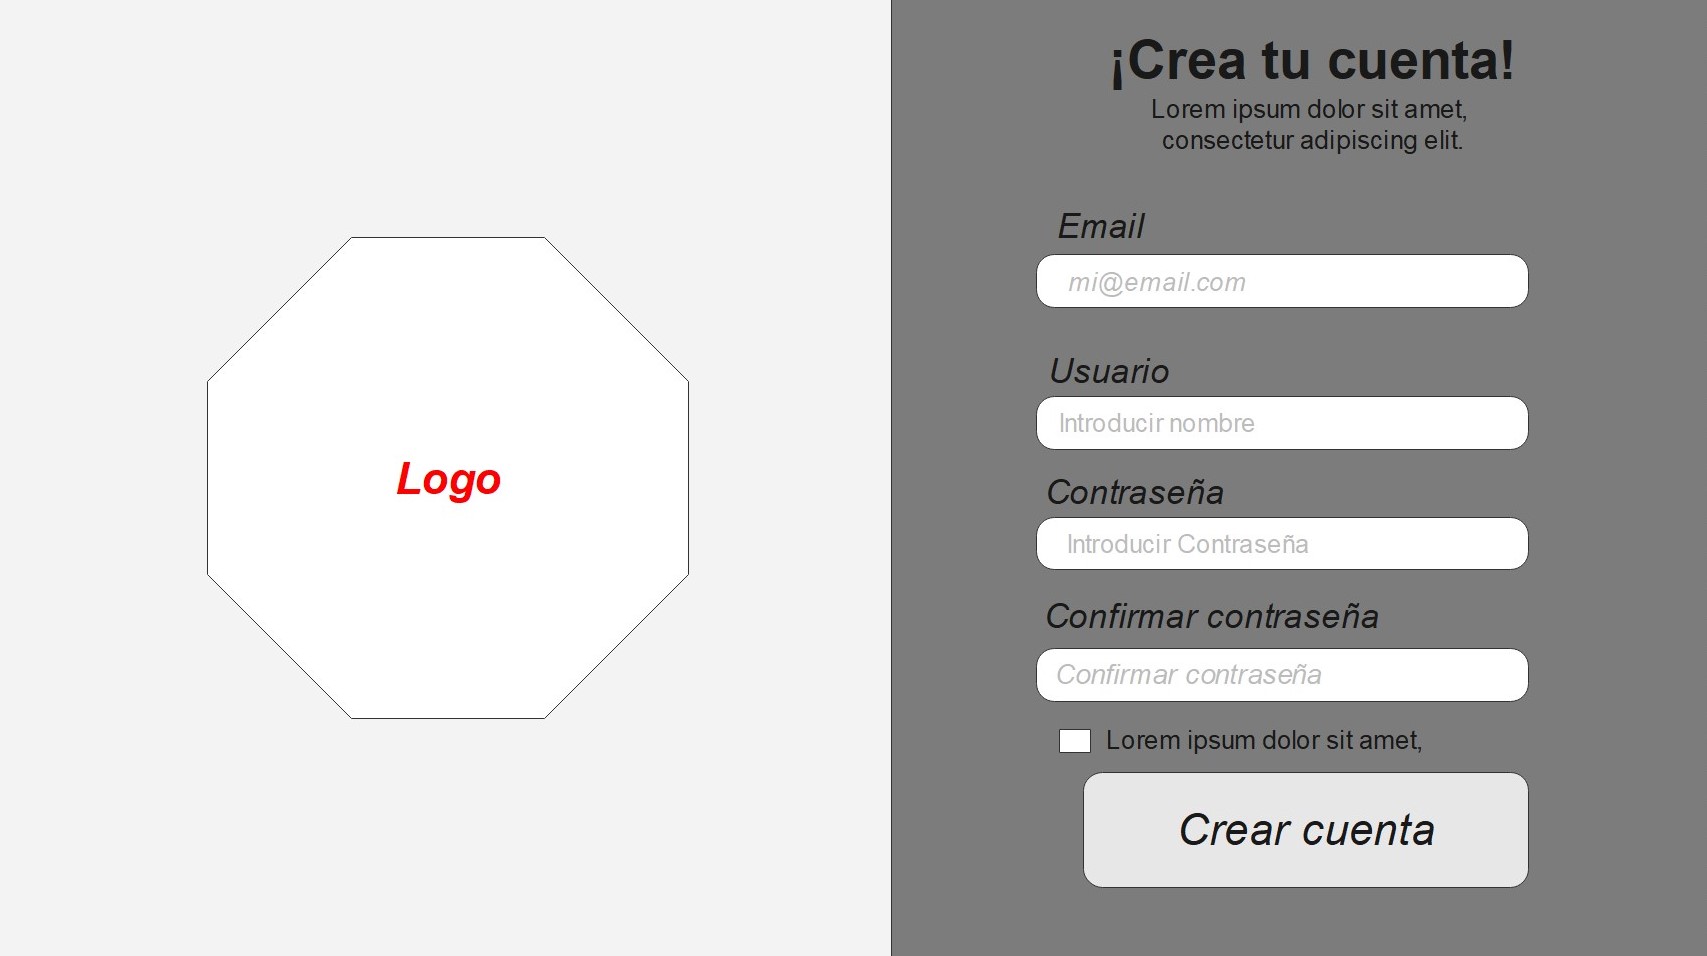 Logo
¡Crea tu cuenta!
Lorem ipsum dolor sit amet,
consectetur adipiscing elit.
Email
mi@email.com
Usuario
Introducir nombre
Contraseña
Introducir Contraseña
Confirmar contraseña
Confirmar contraseña
Lorem ipsum dolor sit amet,
Crear cuenta